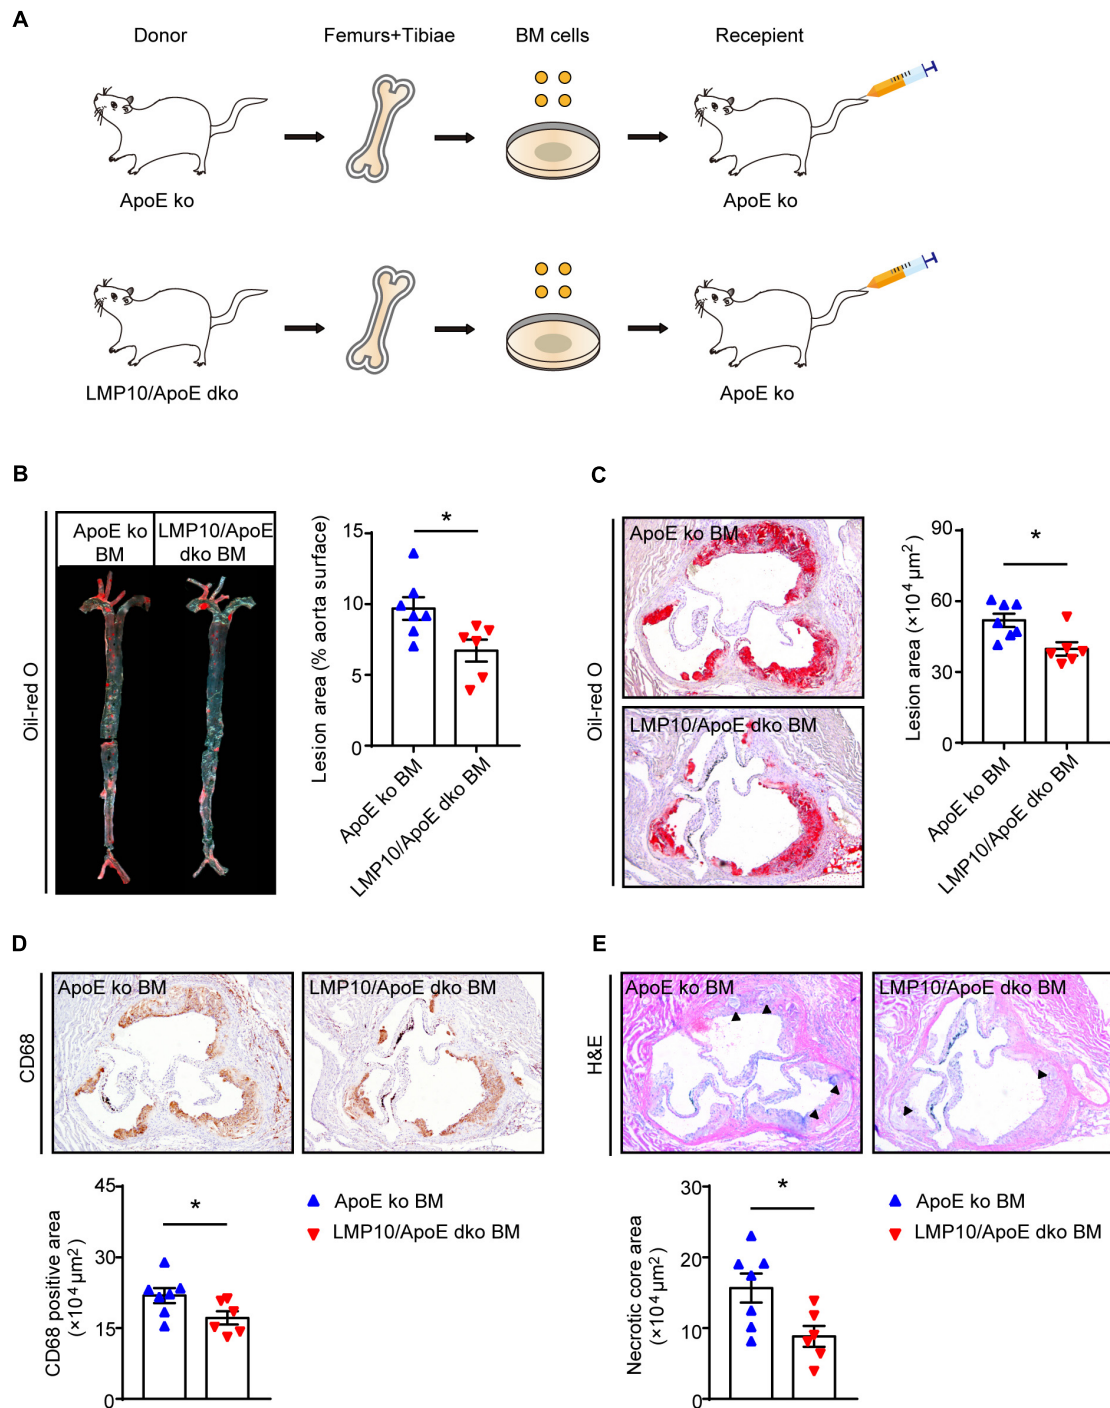 A
Donor
Femurs+Tibiae
BM cells
Recepient
ApoE ko
ApoE ko
LMP10/ApoE dko
ApoE ko
B
Oil-red O
ApoE ko
BM
LMP10/ApoE
dko BM
Lesion area (% aorta surface)
15
10
5
0
*
ApoE ko BM
LMP10/ApoE dko BM
C
Oil-red O
ApoE ko BM
LMP10/ApoE dko BM
Lesion area (×10⁴ µm²)
90
60
30
0
*
ApoE ko BM
LMP10/ApoE dko BM
D
CD68
ApoE ko BM
LMP10/ApoE dko BM
CD68 positive area
(×10⁴ µm²)
45
30
15
0
*
ApoE ko BM
LMP10/ApoE dko BM
E
H&E
ApoE ko BM
LMP10/ApoE dko BM
Necrotic core area
(×10⁴ µm²)
30
20
10
0
*
ApoE ko BM
LMP10/ApoE dko BM